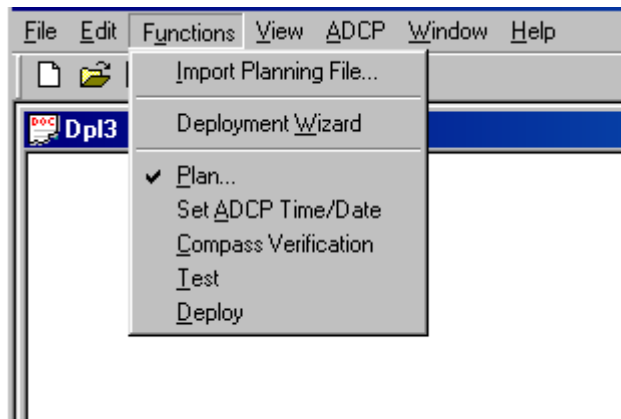 File Edit Functions View ADCP Window Help
Import Planning File...
Deployment Wizard
DOC Dpl3
Plan...
Set ADCP Time/Date
Compass Verification
Test
Deploy